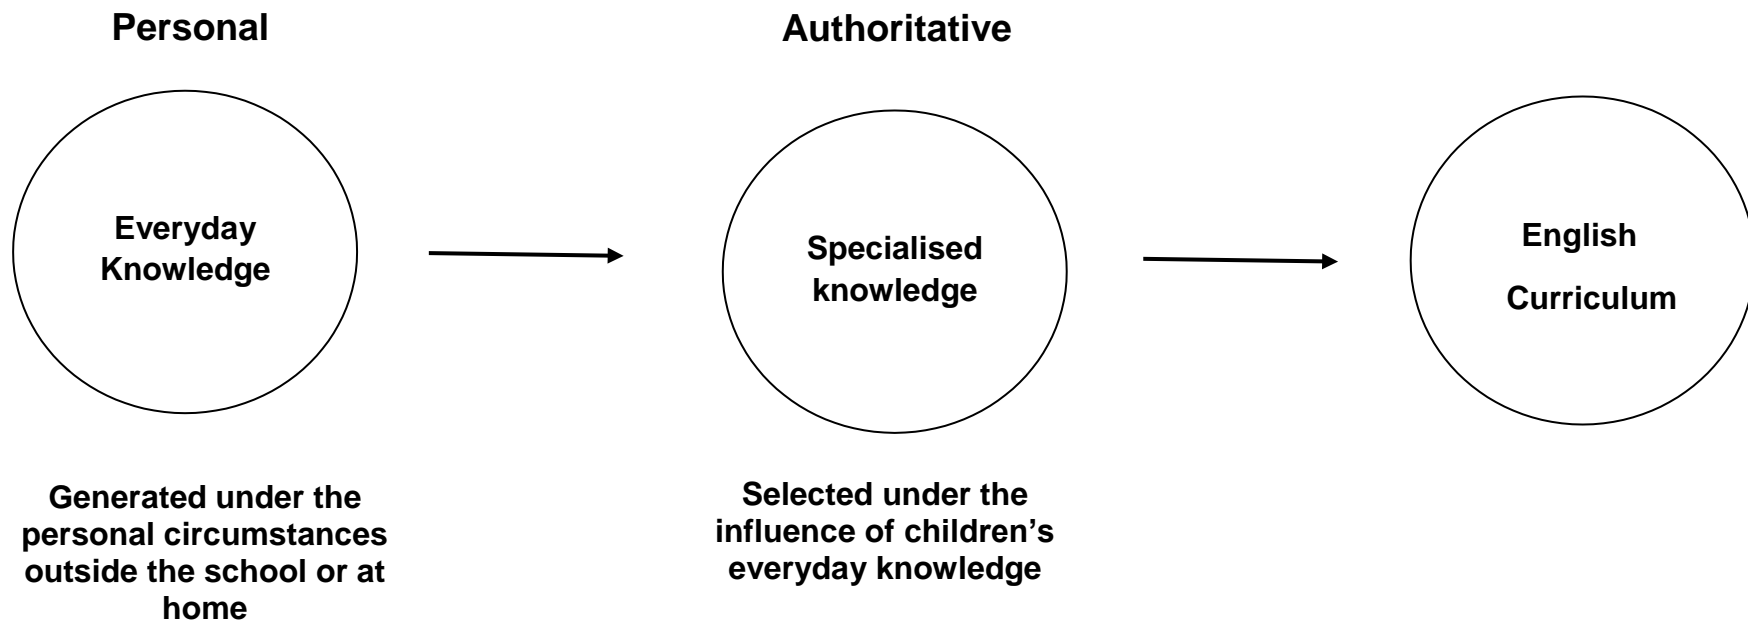 Personal
Authoritative
Everyday
Knowledge
Specialised
knowledge
English
Curriculum
Generated under the
personal circumstances
outside the school or at
home
Selected under the
influence of children’s
everyday knowledge